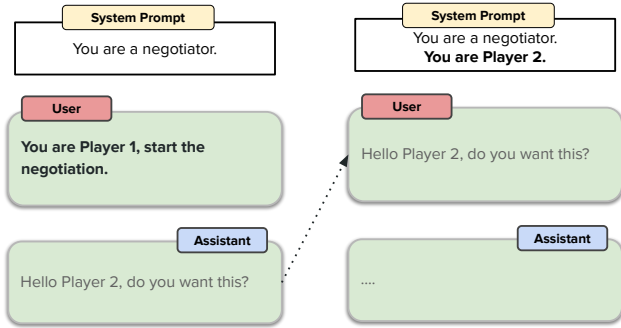 System Prompt
You are a negotiator.
User
You are Player 1, start the
negotiation.
Assistant
Hello Player 2, do you want this?
System Prompt
You are a negotiator.
You are Player 2.
User
Hello Player 2, do you want this?
Assistant
....